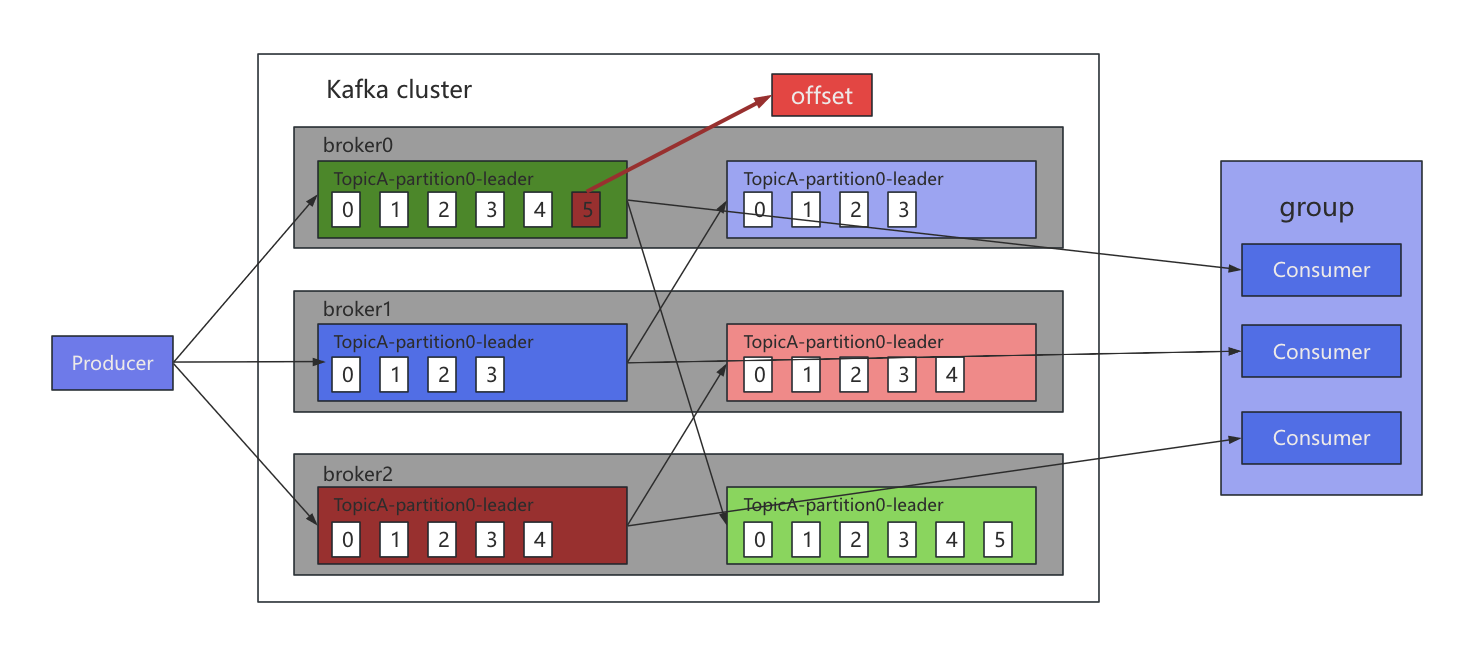 Kafka cluster
offset
broker0
TopicA-partition0-leader
0 1 2 3 4 5
TopicA-partition0-leader
0 1 2 3
broker1
TopicA-partition0-leader
0 1 2 3
TopicA-partition0-leader
0 1 2 3 4
broker2
TopicA-partition0-leader
0 1 2 3 4
TopicA-partition0-leader
0 1 2 3 4 5
Producer
group
Consumer
Consumer
Consumer